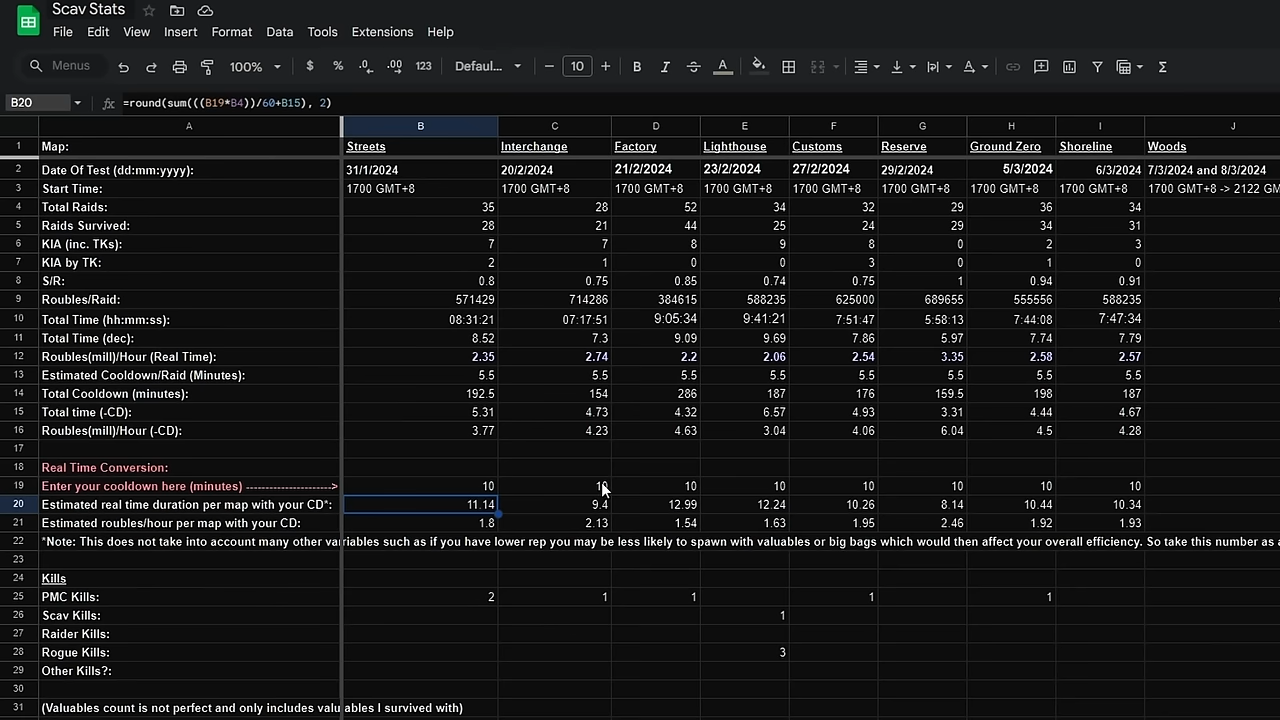 Scav Stats
File Edit View Insert Format Data Tools Extensions Help
Menus 100% $ % .0 .00 123 Defaul... 10 B I S A Σ
B20 fx =round(sum(((B19*B4))/60+B15), 2)
A B C D E F G H I J
1 Map: Streets Interchange Factory Lighthouse Customs Reserve Ground Zero Shoreline Woods
2 Date Of Test (dd:mm:yyyy): 31/1/2024 20/2/2024 21/2/2024 23/2/2024 27/2/2024 29/2/2024 5/3/2024 6/3/2024 7/3/2024 and 8/3/2024
3 Start Time: 1700 GMT+8 1700 GMT+8 1700 GMT+8 1700 GMT+8 1700 GMT+8 1700 GMT+8 1700 GMT+8 1700 GMT+8 1700 GMT+8 -> 2122 GM
4 Total Raids: 35 28 52 34 32 29 36 34
5 Raids Survived: 28 21 44 25 24 29 34 31
6 KIA (inc. TKs): 7 7 8 9 8 0 2 3
7 KIA by TK: 2 1 0 0 3 0 1 0
8 S/R: 0.8 0.75 0.85 0.74 0.75 1 0.94 0.91
9 Roubles/Raid: 571429 714286 384615 588235 625000 689655 555556 588235
10 Total Time (hh:mm:ss): 08:31:21 07:17:51 9:05:34 9:41:21 7:51:47 5:58:13 7:44:08 7:47:34
11 Total Time (dec): 8.52 7.3 9.09 9.69 7.86 5.97 7.74 7.79
12 Roubles(mill)/Hour (Real Time): 2.35 2.74 2.2 2.06 2.54 3.35 2.58 2.57
13 Estimated Cooldown/Raid (Minutes): 5.5 5.5 5.5 5.5 5.5 5.5 5.5 5.5
14 Total Cooldown (minutes): 192.5 154 286 187 176 159.5 198 187
15 Total time (-CD): 5.31 4.73 4.32 6.57 4.93 3.31 4.44 4.67
16 Roubles(mill)/Hour (-CD): 3.77 4.23 4.63 3.04 4.06 6.04 4.5 4.28
17
18 Real Time Conversion:
19 Enter your cooldown here (minutes) ----------------------> 10 10 10 10 10 10 10 10
20 Estimated real time duration per map with your CD*: 11.14 9.4 12.99 12.24 10.26 8.14 10.44 10.34
21 Estimated roubles/hour per map with your CD: 1.8 2.13 1.54 1.63 1.95 2.46 1.92 1.93
22 *Note: This does not take into account many other variables such as if you have lower rep you may be less likely to spawn with valuables or big bags which would then affect your overall efficiency. So take this number as a
23
24 Kills
25 PMC Kills: 2 1 1 1 1
26 Scav Kills: 1
27 Raider Kills:
28 Rogue Kills: 3
29 Other Kills?:
30
31 (Valuables count is not perfect and only includes valuables I survived with)